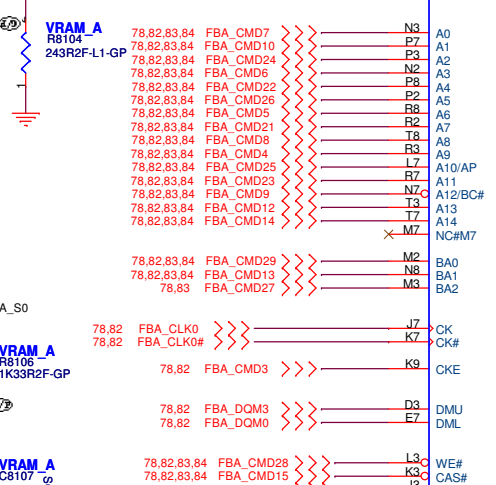 VRAM_A
R8104
243R2F-L1-GP
1
78,82,83,84 FBA_CMD7 N3 A0
78,82,83,84 FBA_CMD10 P7 A1
78,82,83,84 FBA_CMD24 P3 A2
78,82,83,84 FBA_CMD6 N2 A3
78,82,83,84 FBA_CMD22 P8 A4
78,82,83,84 FBA_CMD26 P2 A5
78,82,83,84 FBA_CMD5 R8 A6
78,82,83,84 FBA_CMD21 R2 A7
78,82,83,84 FBA_CMD8 T8 A8
78,82,83,84 FBA_CMD4 R3 A9
78,82,83,84 FBA_CMD25 L7 A10/AP
78,82,83,84 FBA_CMD23 R7 A11
78,82,83,84 FBA_CMD9 N7 A12/BC#
78,82,83,84 FBA_CMD12 T3 A13
78,82,83,84 FBA_CMD14 T7 A14
M7 NC#M7
78,82,83,84 FBA_CMD29 M2 BA0
78,82,83,84 FBA_CMD13 N8 BA1
78,83 FBA_CMD27 M3 BA2
A_S0
78,82 FBA_CLK0 J7 CK
78,82 FBA_CLK0# K7 CK#
VRAM_A
R8106
1K33R2F-GP
78,82 FBA_CMD3 K9 CKE
78,82 FBA_DQM3 D3 DMU
78,82 FBA_DQM0 E7 DML
VRAM_A
C8107
78,82,83,84 FBA_CMD28 L3 WE#
78,82,83,84 FBA_CMD15 K3 CAS#